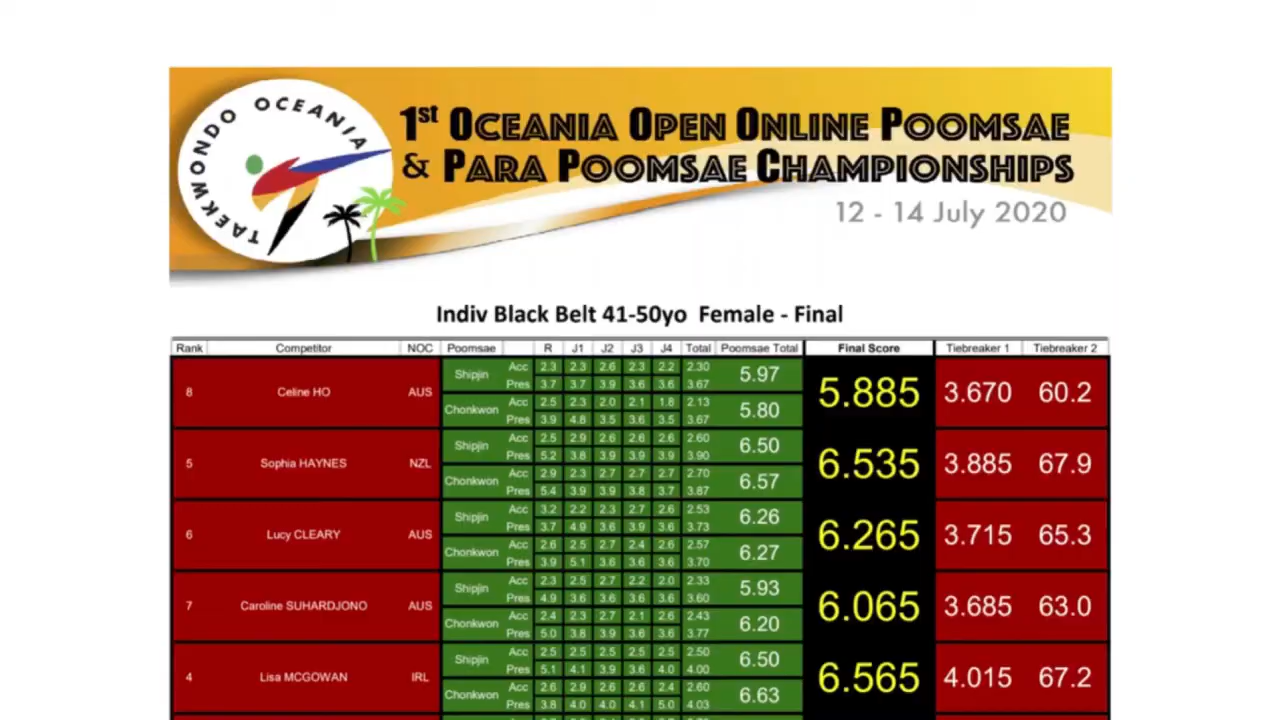 TAEKWONDO OCEANIA
1st OCEANIA OPEN ONLINE POOMSAE
& PARA POOMSAE CHAMPIONSHIPS
12 - 14 July 2020
Indiv Black Belt 41-50yo Female - Final
Rank Competitor NOC Poomsae R J1 J2 J3 J4 Total Poomsae Total Final Score Tiebreaker 1 Tiebreaker 2
8 Celine HO AUS 5.885 3.670 60.2
Shipjin Acc 2.3 2.3 2.6 2.3 2.2 2.30 5.97
Pres 3.7 3.7 3.9 3.6 3.6 3.67
Chonkwon Acc 2.5 2.3 2.0 2.1 1.8 2.13 5.80
Pres 3.9 4.8 3.5 3.6 3.5 3.67
5 Sophia HAYNES NZL 6.535 3.885 67.9
Shipjin Acc 2.5 2.9 2.6 2.6 2.6 2.60 6.50
Pres 5.2 3.8 3.9 3.9 3.9 3.90
Chonkwon Acc 2.9 2.3 2.7 2.7 2.7 2.70 6.57
Pres 5.4 3.9 3.9 3.8 3.7 3.87
6 Lucy CLEARY AUS 6.265 3.715 65.3
Shipjin Acc 3.2 2.2 2.3 2.7 2.6 2.53 6.26
Pres 3.7 4.9 3.6 3.9 3.6 3.73
Chonkwon Acc 2.6 2.5 2.7 2.4 2.6 2.57 6.27
Pres 3.9 5.1 3.6 3.6 3.6 3.70
7 Caroline SUHARDJONO AUS 6.065 3.685 63.0
Shipjin Acc 2.3 2.5 2.7 2.2 2.0 2.33 5.93
Pres 4.9 3.6 3.6 3.6 3.6 3.60
Chonkwon Acc 2.4 2.3 2.7 2.1 2.6 2.43 6.20
Pres 5.0 3.8 3.9 3.6 3.6 3.77
4 Lisa MCGOWAN IRL 6.565 4.015 67.2
Shipjin Acc 2.5 2.5 2.5 2.5 2.5 2.50 6.50
Pres 5.1 4.1 3.9 3.6 4.0 4.00
Chonkwon Acc 2.6 2.9 2.6 2.6 2.4 2.60 6.63
Pres 3.8 4.0 4.0 4.1 5.0 4.03